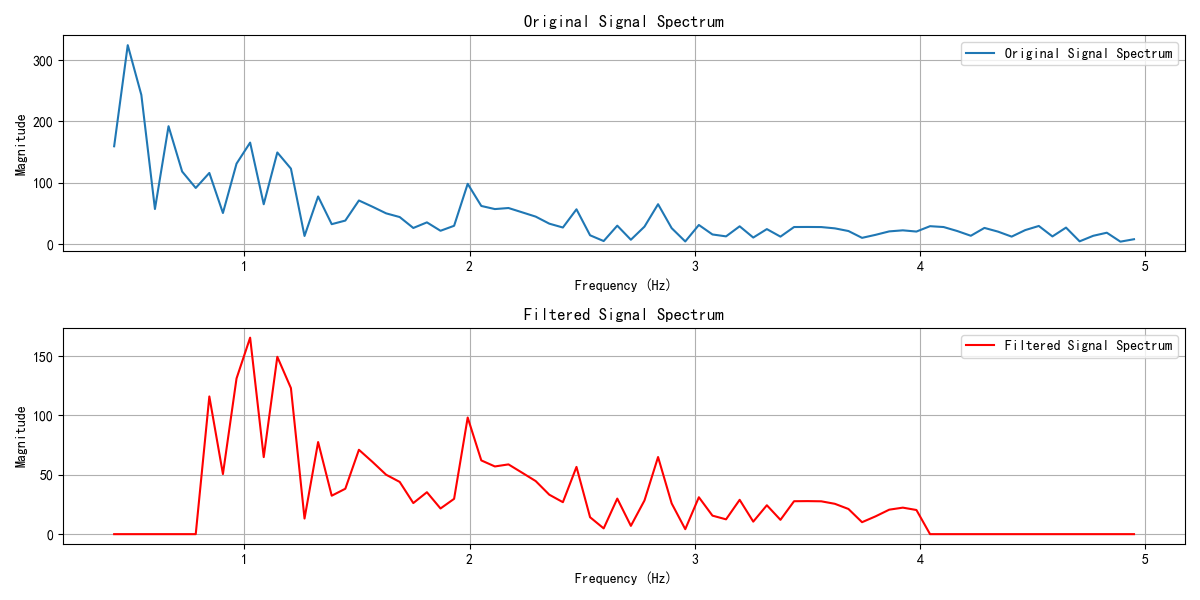 Original Signal Spectrum
Original Signal Spectrum
Magnitude
300
200
100
0
1 2 3 4 5
Frequency (Hz)
Filtered Signal Spectrum
Filtered Signal Spectrum
Magnitude
150
100
50
0
1 2 3 4 5
Frequency (Hz)